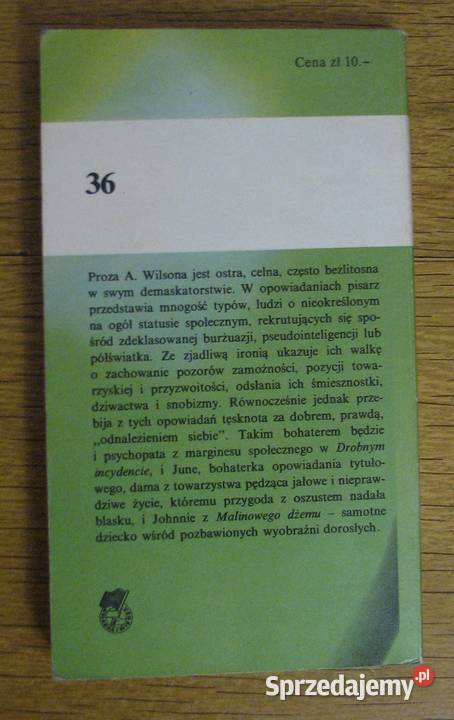 Cena zł 10.–
36
Proza A. Wilsona jest ostra, celna, często bezlitosna
w swym demaskatorstwie. W opowiadaniach pisarz
przedstawia mnogość typów, ludzi o nieokreślonym
na ogół statusie społecznym, rekrutujących się spo-
śród zdeklasowanej burżuazji, pseudointeligencji lub
półświatka. Ze zjadliwą ironią ukazuje ich walkę
o zachowanie pozorów zamożności, pozycji towa-
rzyskiej i przyzwoitości, odsłania ich śmiesznostki,
dziwactwa i snobizmy. Równocześnie jednak prze-
bija z tych opowiadań tęsknota za dobrem, prawdą,
„odnalezieniem siebie”. Takim bohaterem będzie
i psychopata z marginesu społecznego w Drobnym
incydencie, i June, bohaterka opowiadania tytuło-
wego, dama z towarzystwa pędząca jałowe i niepraw-
dziwe życie, któremu przygoda z oszustem nadała
blasku, i Johnnie z Malinowego dżemu – samotne
dziecko wśród pozbawionych wyobraźni dorosłych.
Sprzedajemy.pl